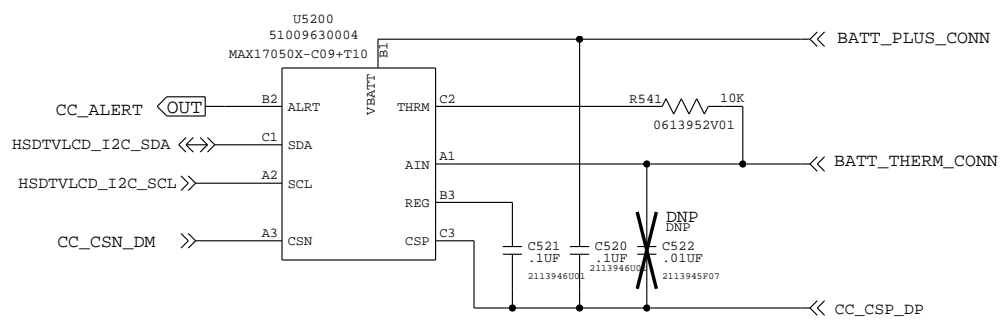 U5200
51009630004
MAX17050X-C09+T10
B1
BATT_PLUS_CONN
VBATT
CC_ALERT
OUT
B2
ALRT
THRM
C2
R541
10K
0613952V01
HSDTVLCD_I2C_SDA
C1
SDA
AIN
A1
BATT_THERM_CONN
HSDTVLCD_I2C_SCL
A2
SCL
REG
B3
CC_CSN_DM
A3
CSN
CSP
C3
DNP
DNP
C521
.1UF
2113946U01
C520
.1UF
C522
.01UF
2113945F07
CC_CSP_DP